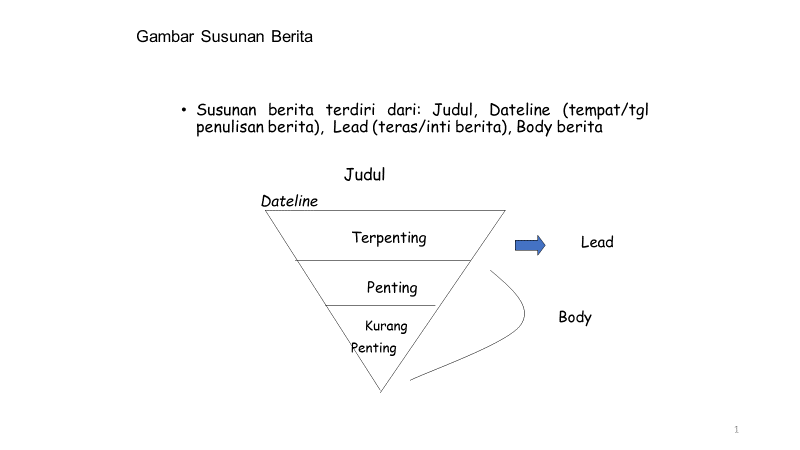 Gambar Susunan Berita
• Susunan berita terdiri dari: Judul, Dateline (tempat/tgl
penulisan berita), Lead (teras/inti berita), Body berita
Judul
Dateline
Terpenting
Lead
Penting
Body
Kurang
Penting
1